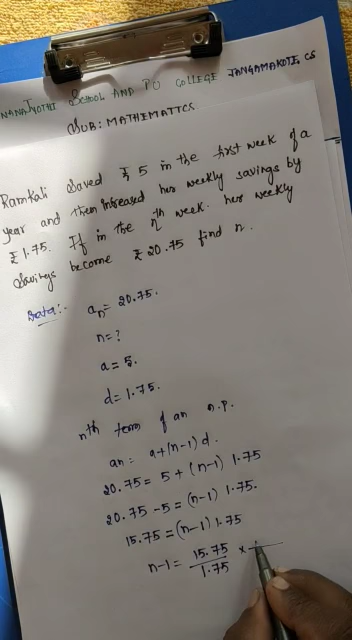 NANAJYOTHI SCHOOL AND PU COLLEGE JANGAMAKOTE, CS
SUB: MATHEMATICS
Ramkali saved ₹ 5 in the first week of a
year and then Increased her weekly savings by
₹ 1.75. If in the nth week. her weekly
savings become ₹ 20.75 find n.
Data:-
an = 20.75.
n = ?
a = 5.
d = 1.75.
nth term of an A.P.
an = a+(n-1) d.
20.75 = 5 + (n-1) 1.75
20.75 - 5 = (n-1) 1.75.
15.75 = (n-1) 1.75
n-1 = 15.75/1.75 ×